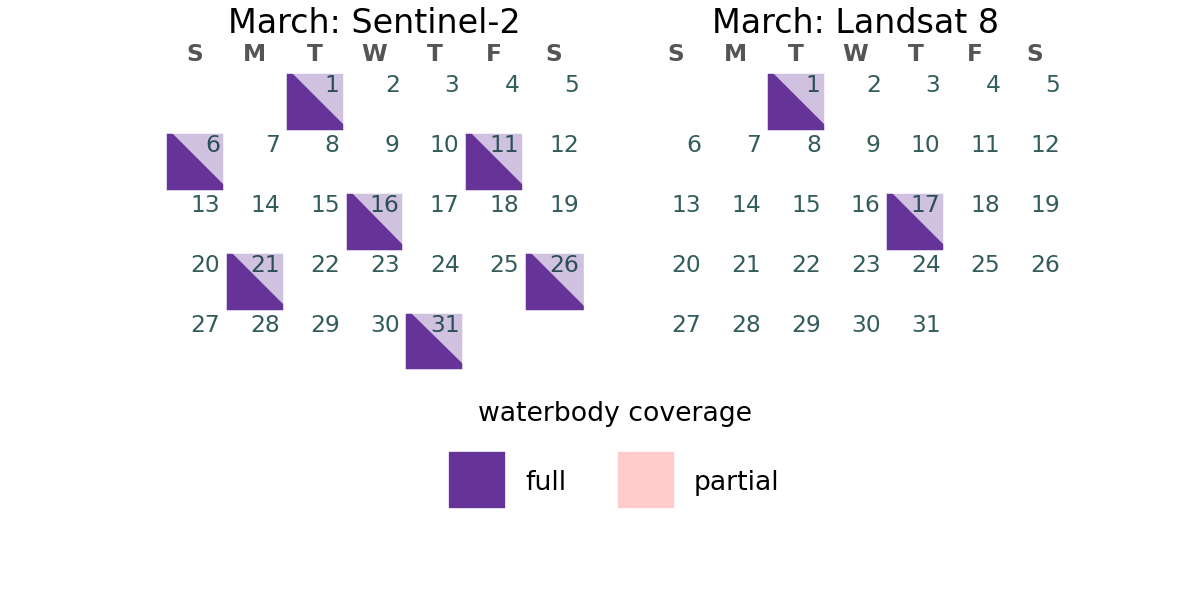 March: Sentinel-2
S M T W T F S
1 2 3 4 5
6 7 8 9 10 11 12
13 14 15 16 17 18 19
20 21 22 23 24 25 26
27 28 29 30 31
March: Landsat 8
S M T W T F S
1 2 3 4 5
6 7 8 9 10 11 12
13 14 15 16 17 18 19
20 21 22 23 24 25 26
27 28 29 30 31
waterbody coverage
full
partial